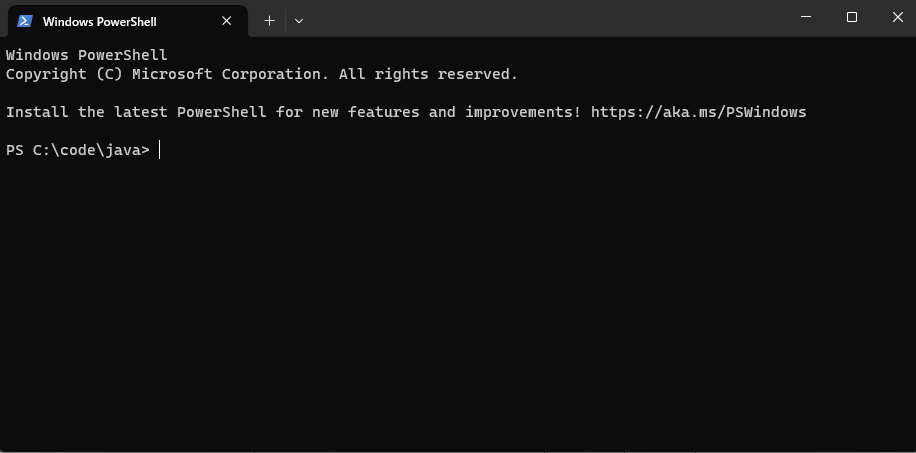 Windows PowerShell
Windows PowerShell
Copyright (C) Microsoft Corporation. All rights reserved.
Install the latest PowerShell for new features and improvements! https://aka.ms/PSWindows
PS C:\code\java>